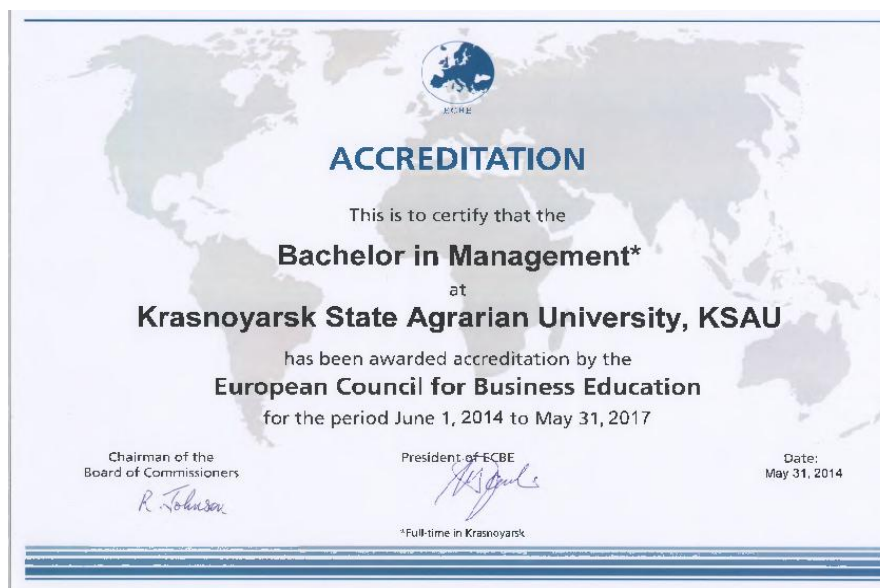 ECBE
ACCREDITATION
This is to certify that the
Bachelor in Management*
at
Krasnoyarsk State Agrarian University, KSAU
has been awarded accreditation by the
European Council for Business Education
for the period June 1, 2014 to May 31, 2017
Chairman of the
Board of Commissioners
R. Johnson
President of ECBE
Date:
May 31, 2014
*Full-time in Krasnoyarsk